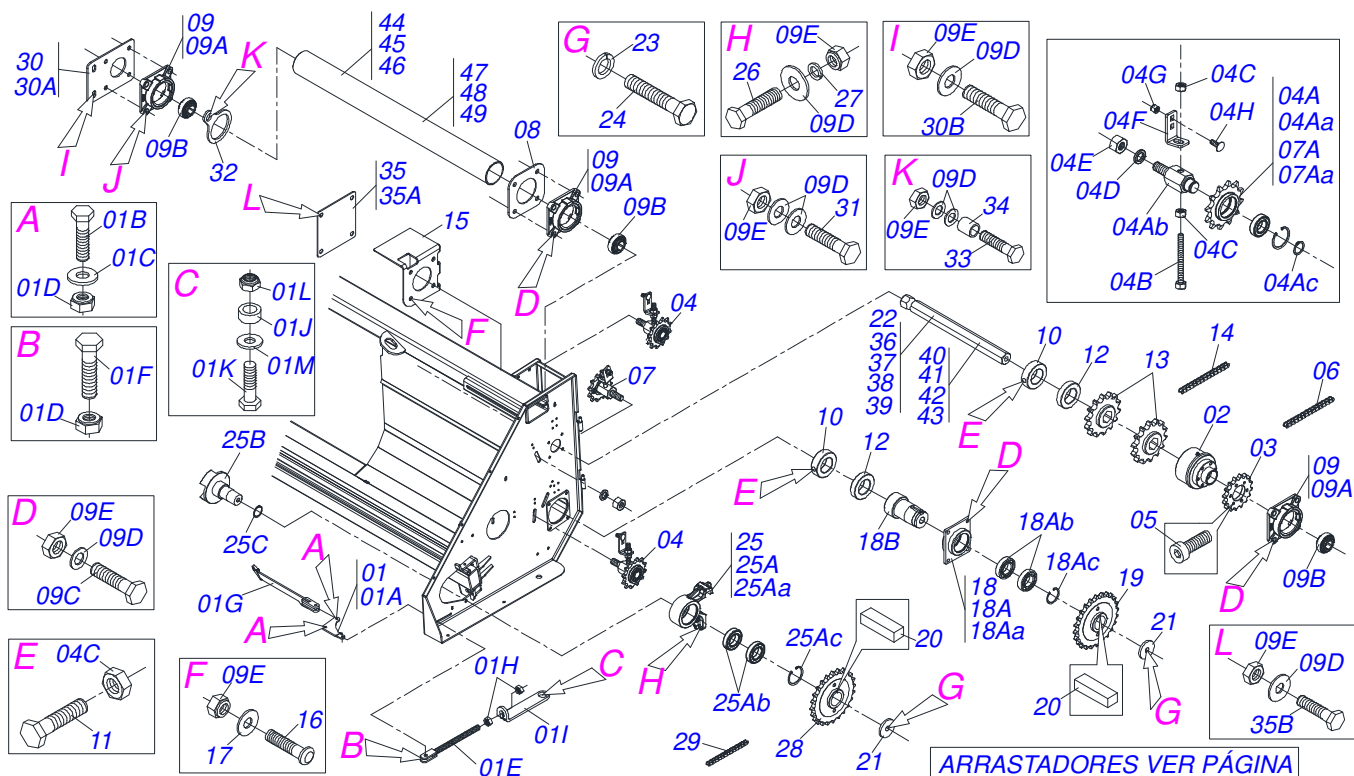 09
09A
30
30A
K
I
J
09B
32
44
45
46
47
48
49
08
09
09A
09B
35
35A
L
15
D
F
G
23
24
H
09E
26
27
09D
I
09E
09D
30B
J
09D
09E
31
K
09D
34
09E
33
04G
04C
04F
04H
04E
04D
04A
04Aa
07A
07Aa
04Ab
04C
04B
04Ac
A
01B
01C
01D
B
01F
01D
C
01L
01J
01K
01M
04
07
04
22
36
37
38
39
40
41
42
43
10
12
13
14
06
E
02
03
05
09
09A
09B
D
10
12
E
D
18B
18Ab
18Ac
18
18A
18Aa
19
20
21
G
25B
25C
A
01
01A
01G
A
D
09E
09D
09C
E
04C
11
F
09E
16
17
01H
C
01I
B
01E
25
25A
25Aa
H
25Ab
25Ac
20
28
29
21
G
L
09E
09D
35B
ARRASTADORES VER PÁGINA